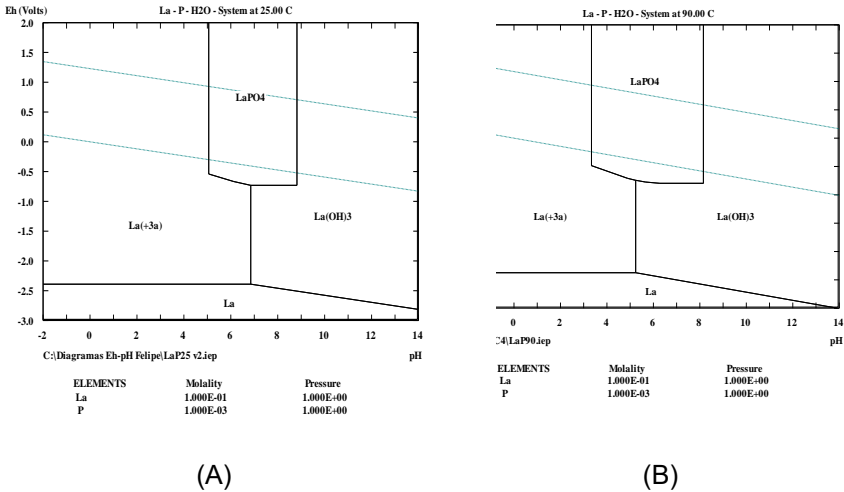 Eh (Volts) La - P - H2O - System at 25.00 C
2.0
1.5
1.0
0.5
0.0
-0.5
-1.0
-1.5
-2.0
-2.5
-3.0
LaPO4
La(+3a)
La(OH)3
La
-2 0 2 4 6 8 10 12 14
C:\Diagramas Eh-pH Felipe\LaP25 v2.iep pH
ELEMENTS Molality Pressure
La 1.000E-01 1.000E+00
P 1.000E-03 1.000E+00
(A)
La - P - H2O - System at 90.00 C
LaPO4
La(+3a)
La(OH)3
La
0 2 4 6 8 10 12 14
C4\LaP90.iep pH
ELEMENTS Molality Pressure
La 1.000E-01 1.000E+00
P 1.000E-03 1.000E+00
(B)